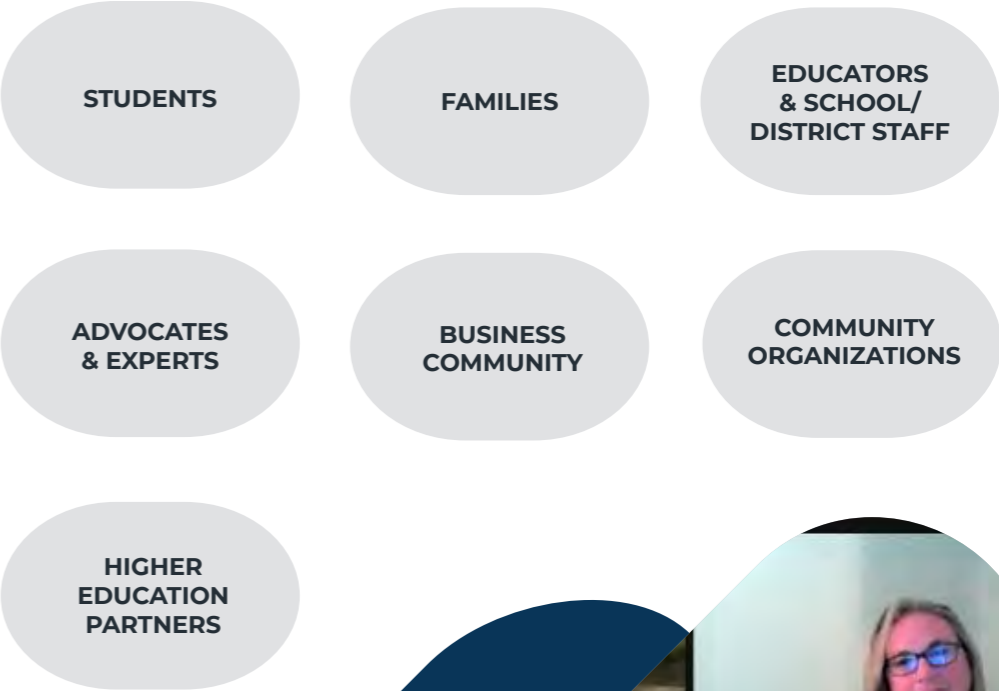 STUDENTS
FAMILIES
EDUCATORS
& SCHOOL/
DISTRICT STAFF
ADVOCATES
& EXPERTS
BUSINESS
COMMUNITY
COMMUNITY
ORGANIZATIONS
HIGHER
EDUCATION
PARTNERS